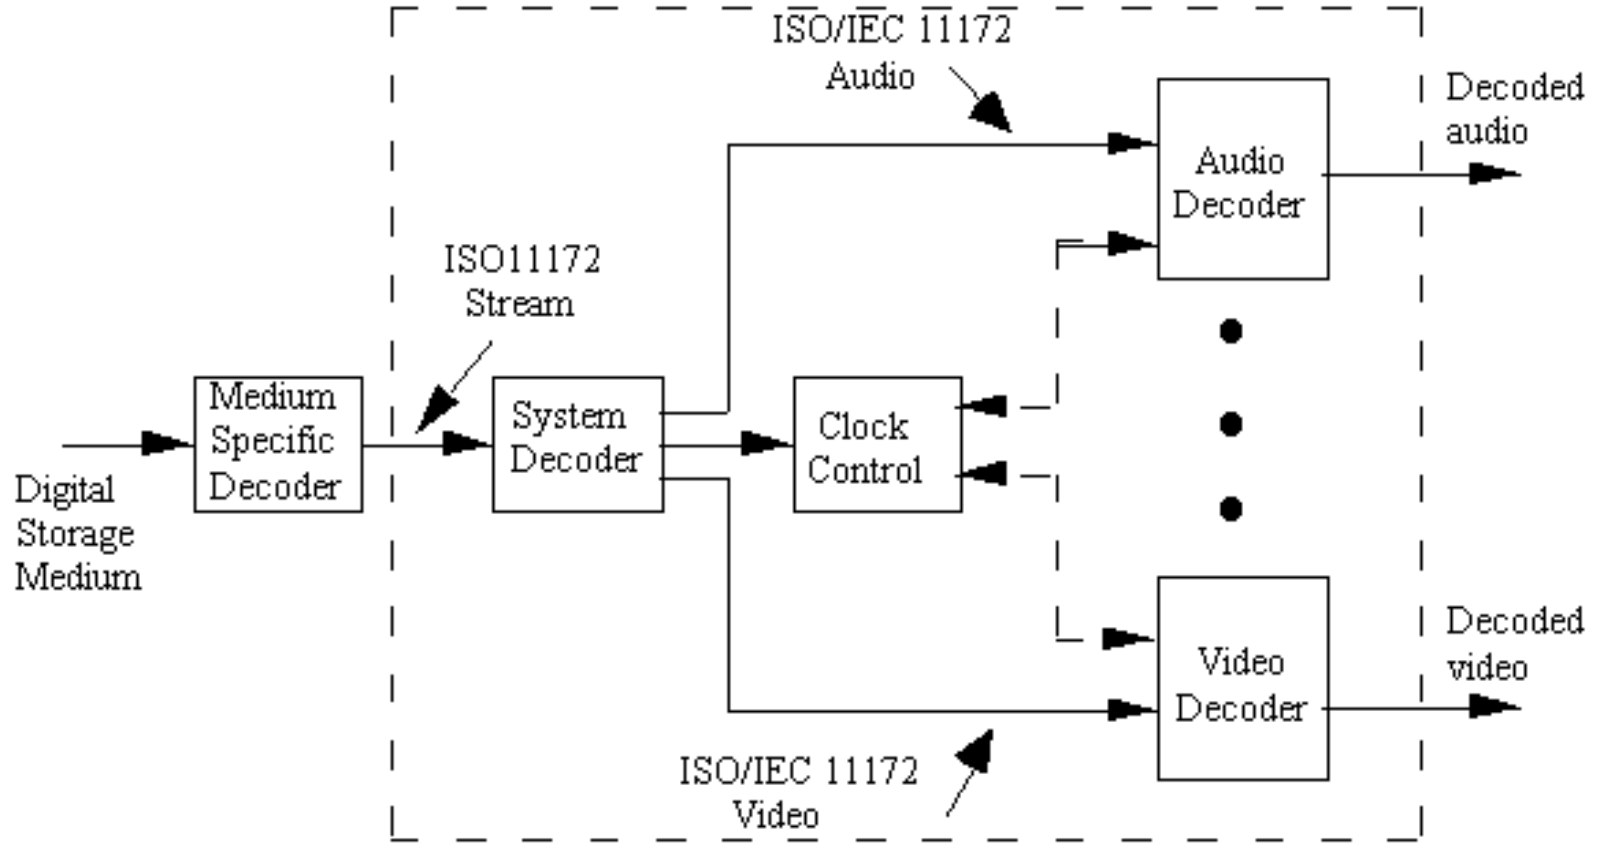 ISO/IEC 11172
Audio
Decoded
audio
Audio
Decoder
ISO11172
Stream
Medium
Specific
Decoder
System
Decoder
Clock
Control
Digital
Storage
Medium
Decoded
video
Video
Decoder
ISO/IEC 11172
Video